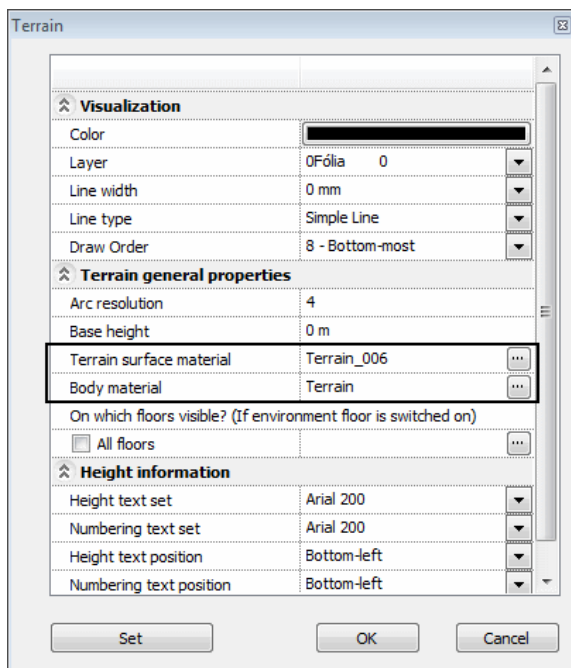 Terrain
Visualization
Color
Layer 0Fólia 0
Line width 0 mm
Line type Simple Line
Draw Order 8 - Bottom-most
Terrain general properties
Arc resolution 4
Base height 0 m
Terrain surface material Terrain_006 ...
Body material Terrain ...
On which floors visible? (If environment floor is switched on)
All floors ...
Height information
Height text set Arial 200
Numbering text set Arial 200
Height text position Bottom-left
Numbering text position Bottom-left
Set OK Cancel